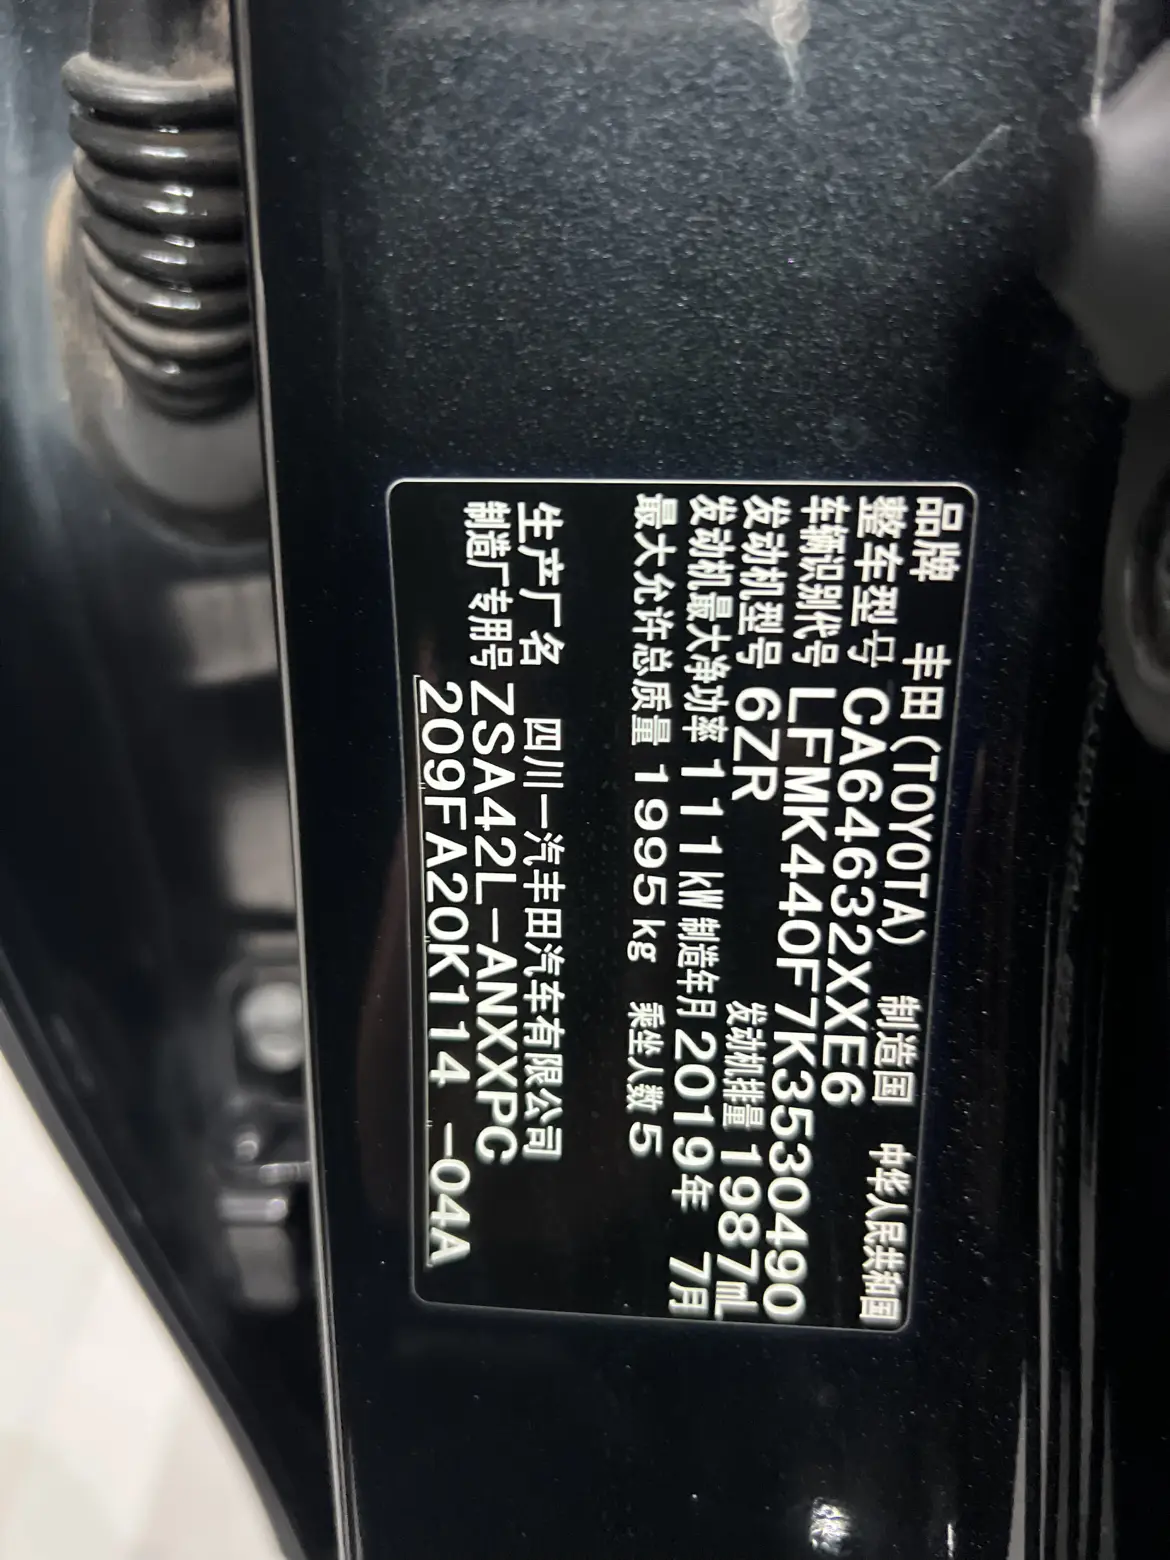 品牌 丰田(TOYOTA) 制造国 中华人民共和国
整车型号 CA64632XXE6
车辆识别代号 LFMK440F7K3530490
发动机型号 6ZR 发动机排量 1987mL
发动机最大净功率 111kW 制造年月 2019年 7月
最大允许总质量 1995kg 乘坐人数 5
生产厂名 四川一汽丰田汽车有限公司
制造厂专用号 ZSA42L-ANXXPC
209FA20K114 -04A